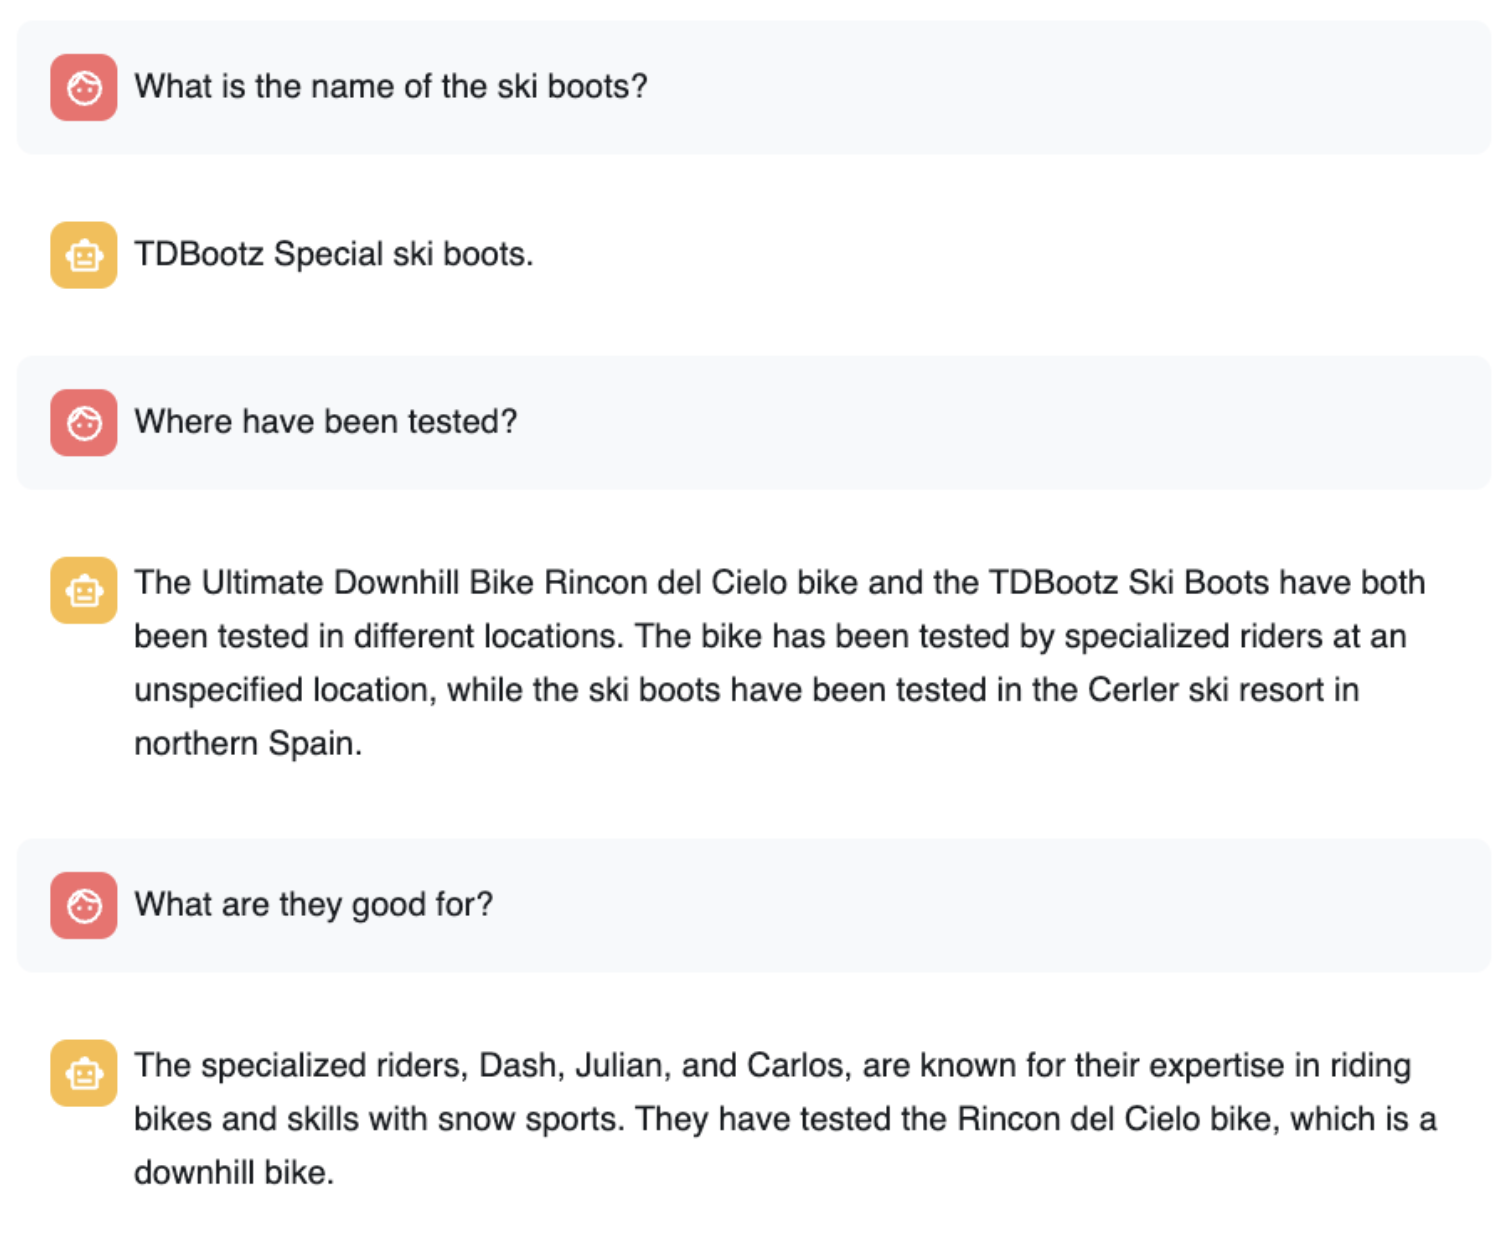 What is the name of the ski boots?
TDBootz Special ski boots.
Where have been tested?
The Ultimate Downhill Bike Rincon del Cielo bike and the TDBootz Ski Boots have both
been tested in different locations. The bike has been tested by specialized riders at an
unspecified location, while the ski boots have been tested in the Cerler ski resort in
northern Spain.
What are they good for?
The specialized riders, Dash, Julian, and Carlos, are known for their expertise in riding
bikes and skills with snow sports. They have tested the Rincon del Cielo bike, which is a
downhill bike.